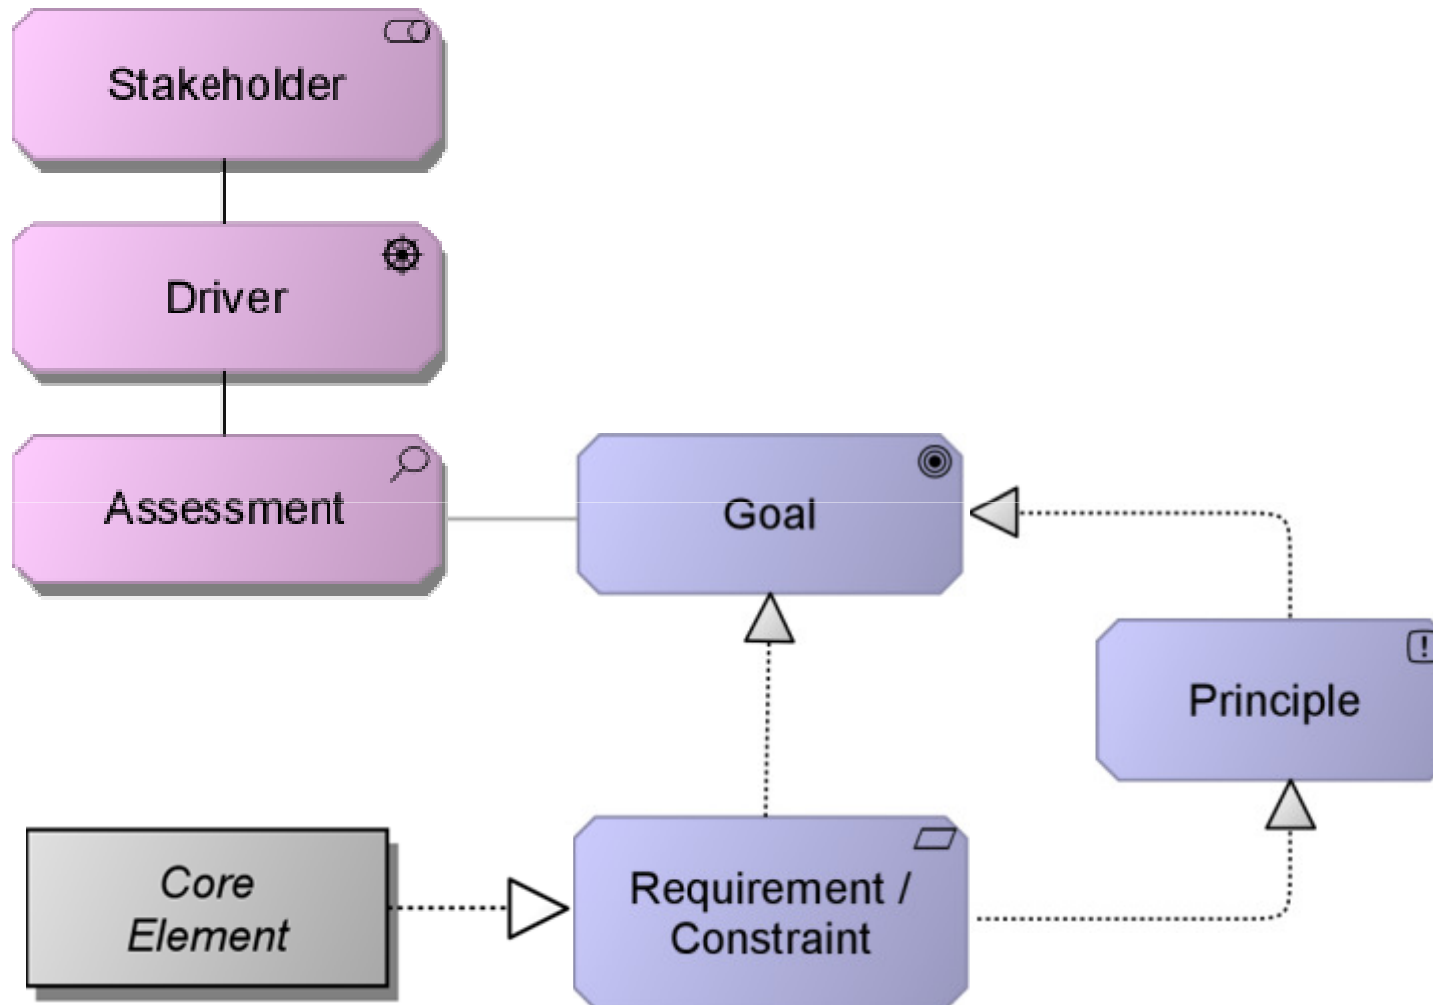 Stakeholder
Driver
Assessment
Goal
Principle
Core
Element
Requirement /
Constraint